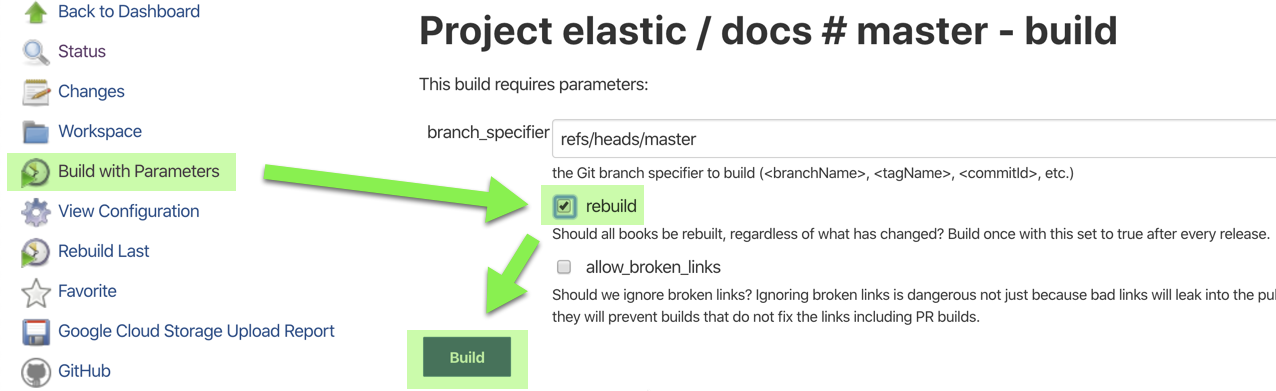 Back to Dashboard
Status
Changes
Workspace
Build with Parameters
View Configuration
Rebuild Last
Favorite
Google Cloud Storage Upload Report
GitHub
Project elastic / docs # master - build
This build requires parameters:
branch_specifier refs/heads/master
the Git branch specifier to build (<branchName>, <tagName>, <commitId>, etc.)
rebuild
Should all books be rebuilt, regardless of what has changed? Build once with this set to true after every release.
allow_broken_links
Should we ignore broken links? Ignoring broken links is dangerous not just because bad links will leak into the pu
they will prevent builds that do not fix the links including PR builds.
Build